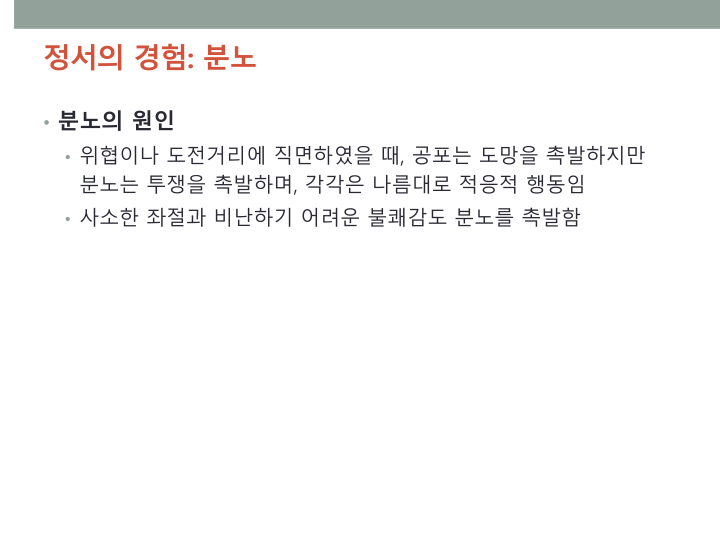 정서의 경험: 분노
• 분노의 원인
• 위협이나 도전거리에 직면하였을 때, 공포는 도망을 촉발하지만
분노는 투쟁을 촉발하며, 각각은 나름대로 적응적 행동임
• 사소한 좌절과 비난하기 어려운 불쾌감도 분노를 촉발함